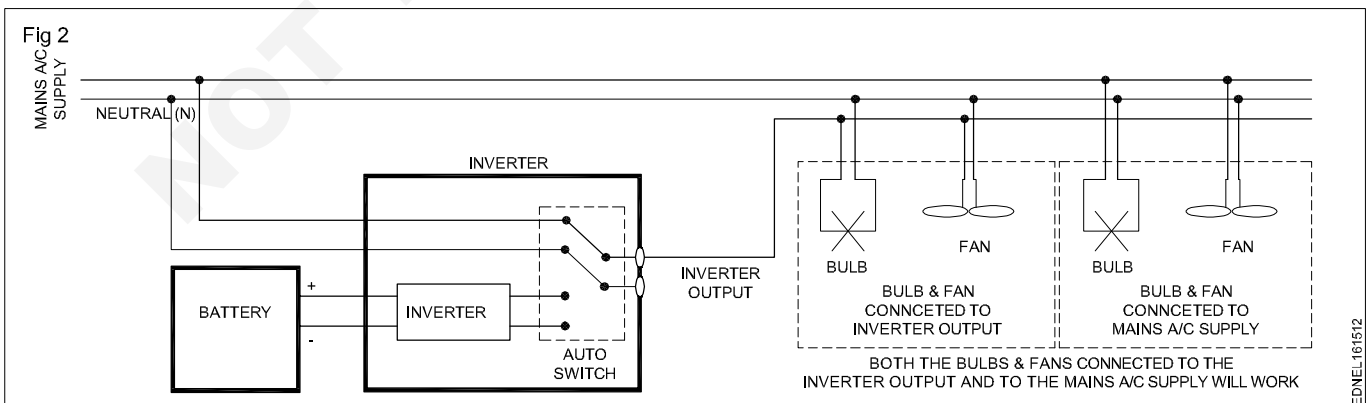 Fig 2
MAINS A/C
SUPPLY
NEUTRAL (N)
NOT
INVERTER
BATTERY
+
-
INVERTER
AUTO
SWITCH
INVERTER
OUTPUT
BULB
FAN
BULB & FAN
CONNCETED TO
INVERTER OUTPUT
BULB
FAN
BULB & FAN
CONNCETED TO
MAINS A/C SUPPLY
BOTH THE BULBS & FANS CONNECTED TO THE
INVERTER OUTPUT AND TO THE MAINS A/C SUPPLY WILL WORK
EDNEL161512